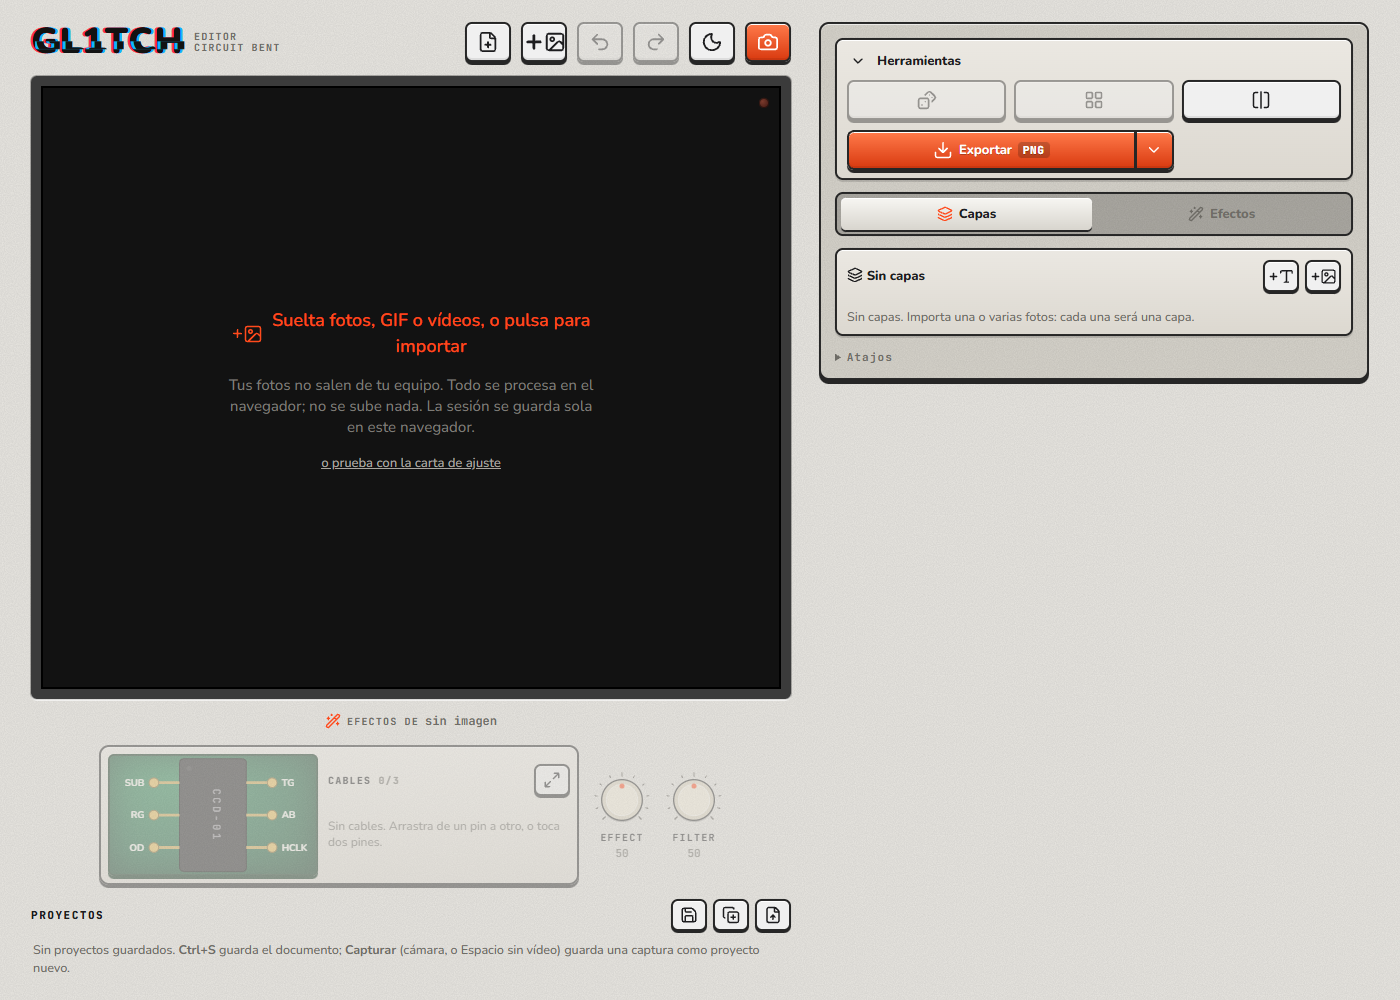 GL1TCH
EDITOR
CIRCUIT BENT
Suelta fotos, GIF o vídeos, o pulsa para
importar
Tus fotos no salen de tu equipo. Todo se procesa en el
navegador; no se sube nada. La sesión se guarda sola
en este navegador.
o prueba con la carta de ajuste
EFECTOS DE sin imagen
SUB
RG
OD
CCD-01
TG
AB
HCLK
CABLES 0/3
Sin cables. Arrastra de un pin a otro, o toca
dos pines.
EFFECT
50
FILTER
50
PROYECTOS
Sin proyectos guardados. Ctrl+S guarda el documento; Capturar (cámara, o Espacio sin vídeo) guarda una captura como proyecto
nuevo.
Herramientas
Exportar PNG
Capas
Efectos
Sin capas
+T
Sin capas. Importa una o varias fotos: cada una será una capa.
Atajos